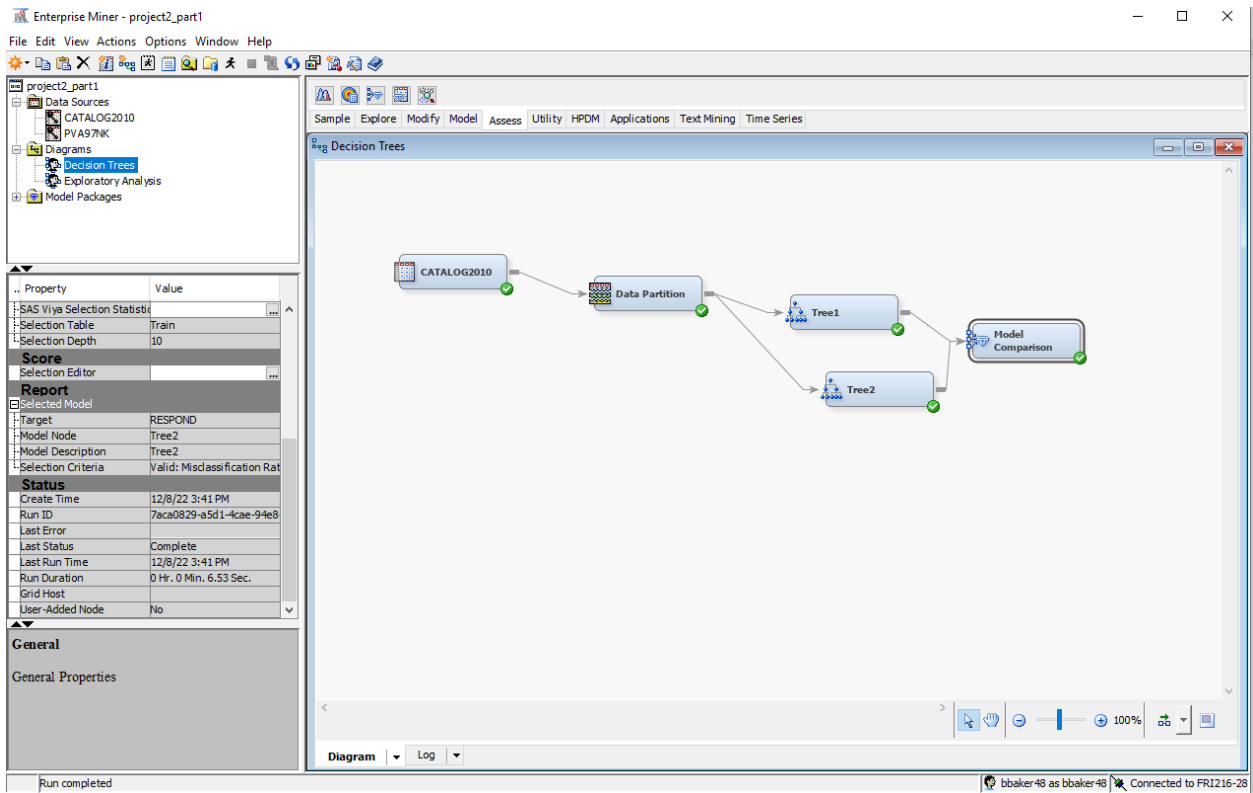 Enterprise Miner - project2_part1
File Edit View Actions Options Window Help
project2_part1
Data Sources
CATALOG2010
PVA97NK
Diagrams
Decision Trees
Exploratory Analysis
Model Packages
.. Property Value
SAS Viya Selection Statistic ...
Selection Table Train
Selection Depth 10
Score
Selection Editor ...
Report
Selected Model
Target RESPOND
Model Node Tree2
Model Description Tree2
Selection Criteria Valid: Misclassification Rat
Status
Create Time 12/8/22 3:41 PM
Run ID 7aca0829-a5d1-4cae-94e8
Last Error
Last Status Complete
Last Run Time 12/8/22 3:41 PM
Run Duration 0 Hr. 0 Min. 6.53 Sec.
Grid Host
User-Added Node No
General
General Properties
Sample Explore Modify Model Assess Utility HPDM Applications Text Mining Time Series
Decision Trees
CATALOG2010
Data Partition
Tree1
Model
Comparison
Tree2
100%
Diagram Log
Run completed
bbaker48 as bbaker48 Connected to FRI216-28